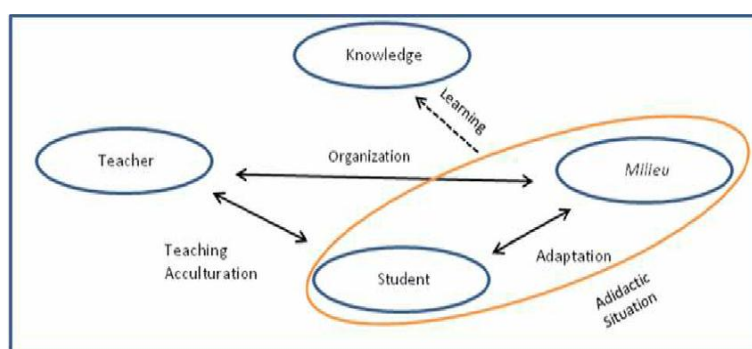 Knowledge
Learning
Teacher
Organization
Milieu
Teaching
Acculturation
Student
Adaptation
Adidactic
Situation